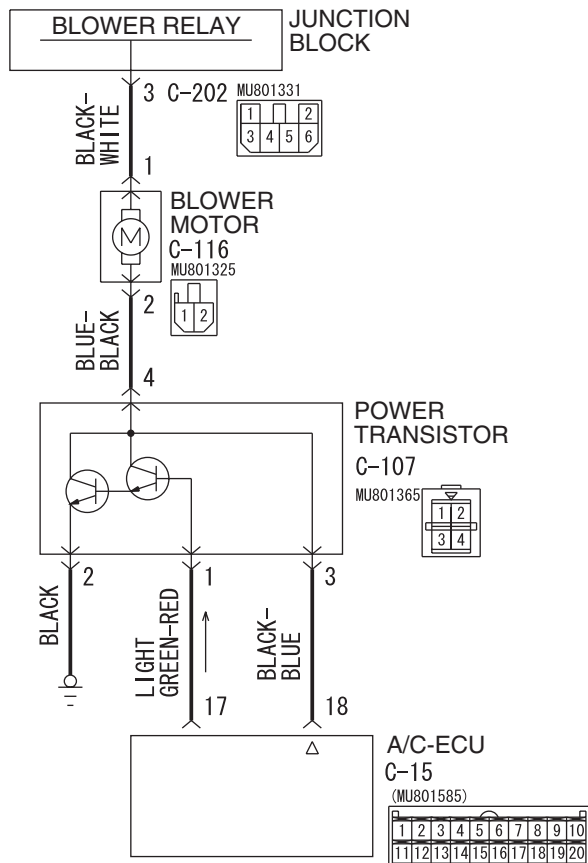 BLOWER RELAY
JUNCTION
BLOCK
3 C-202 MU801331
1 2
3 4 5 6
BLACK-
WHITE
1
BLOWER
MOTOR
C-116
MU801325
M
1 2
2
BLUE-
BLACK
4
POWER
TRANSISTOR
C-107
MU801365
1 2
3 4
2 1 3
BLACK
LIGHT
GREEN-RED
BLACK-
BLUE
17 18
A/C-ECU
C-15
(MU801585)
1 2 3 4 5 6 7 8 9 10
11 12 13 14 15 16 17 18 19 20